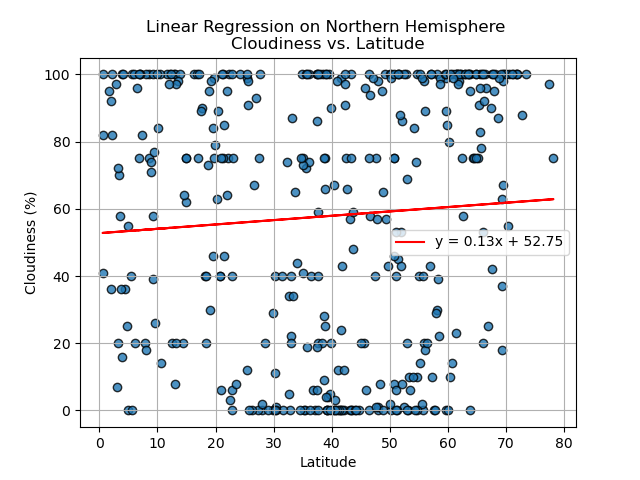 Linear Regression on Northern Hemisphere
Cloudiness vs. Latitude
100
80
60
40
20
0
Cloudiness (%)
y = 0.13x + 52.75
0 10 20 30 40 50 60 70 80
Latitude